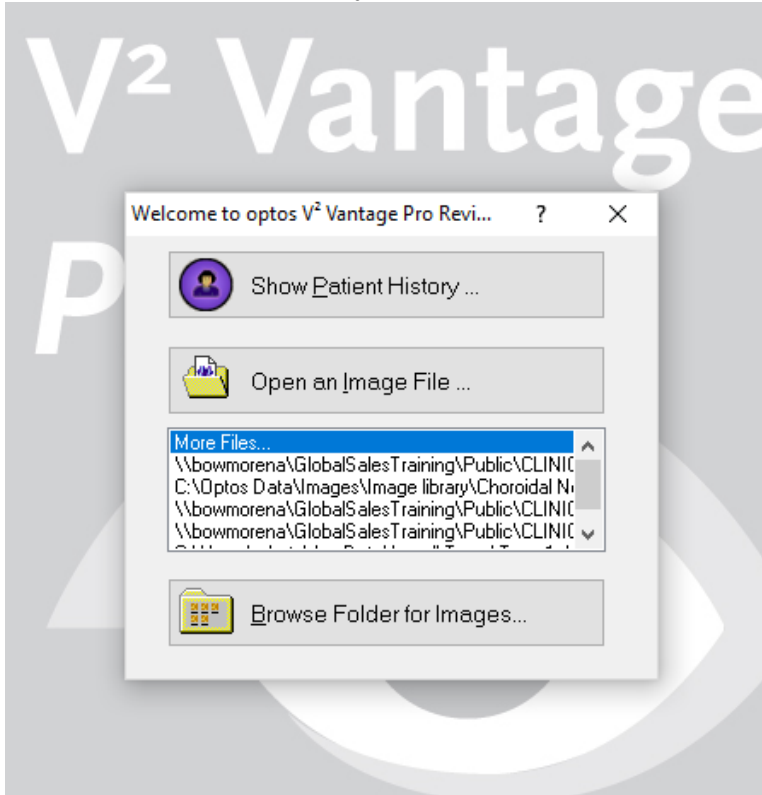 V² Vantage
P
Welcome to optos V² Vantage Pro Revi...
?
Show Patient History ...
Open an Image File ...
More Files...
\\bowmorena\GlobalSalesTraining\Public\CLINIC
C:\Optos Data\Images\Image library\Choroidal N
\\bowmorena\GlobalSalesTraining\Public\CLINIC
\\bowmorena\GlobalSalesTraining\Public\CLINIC
Browse Folder for Images...